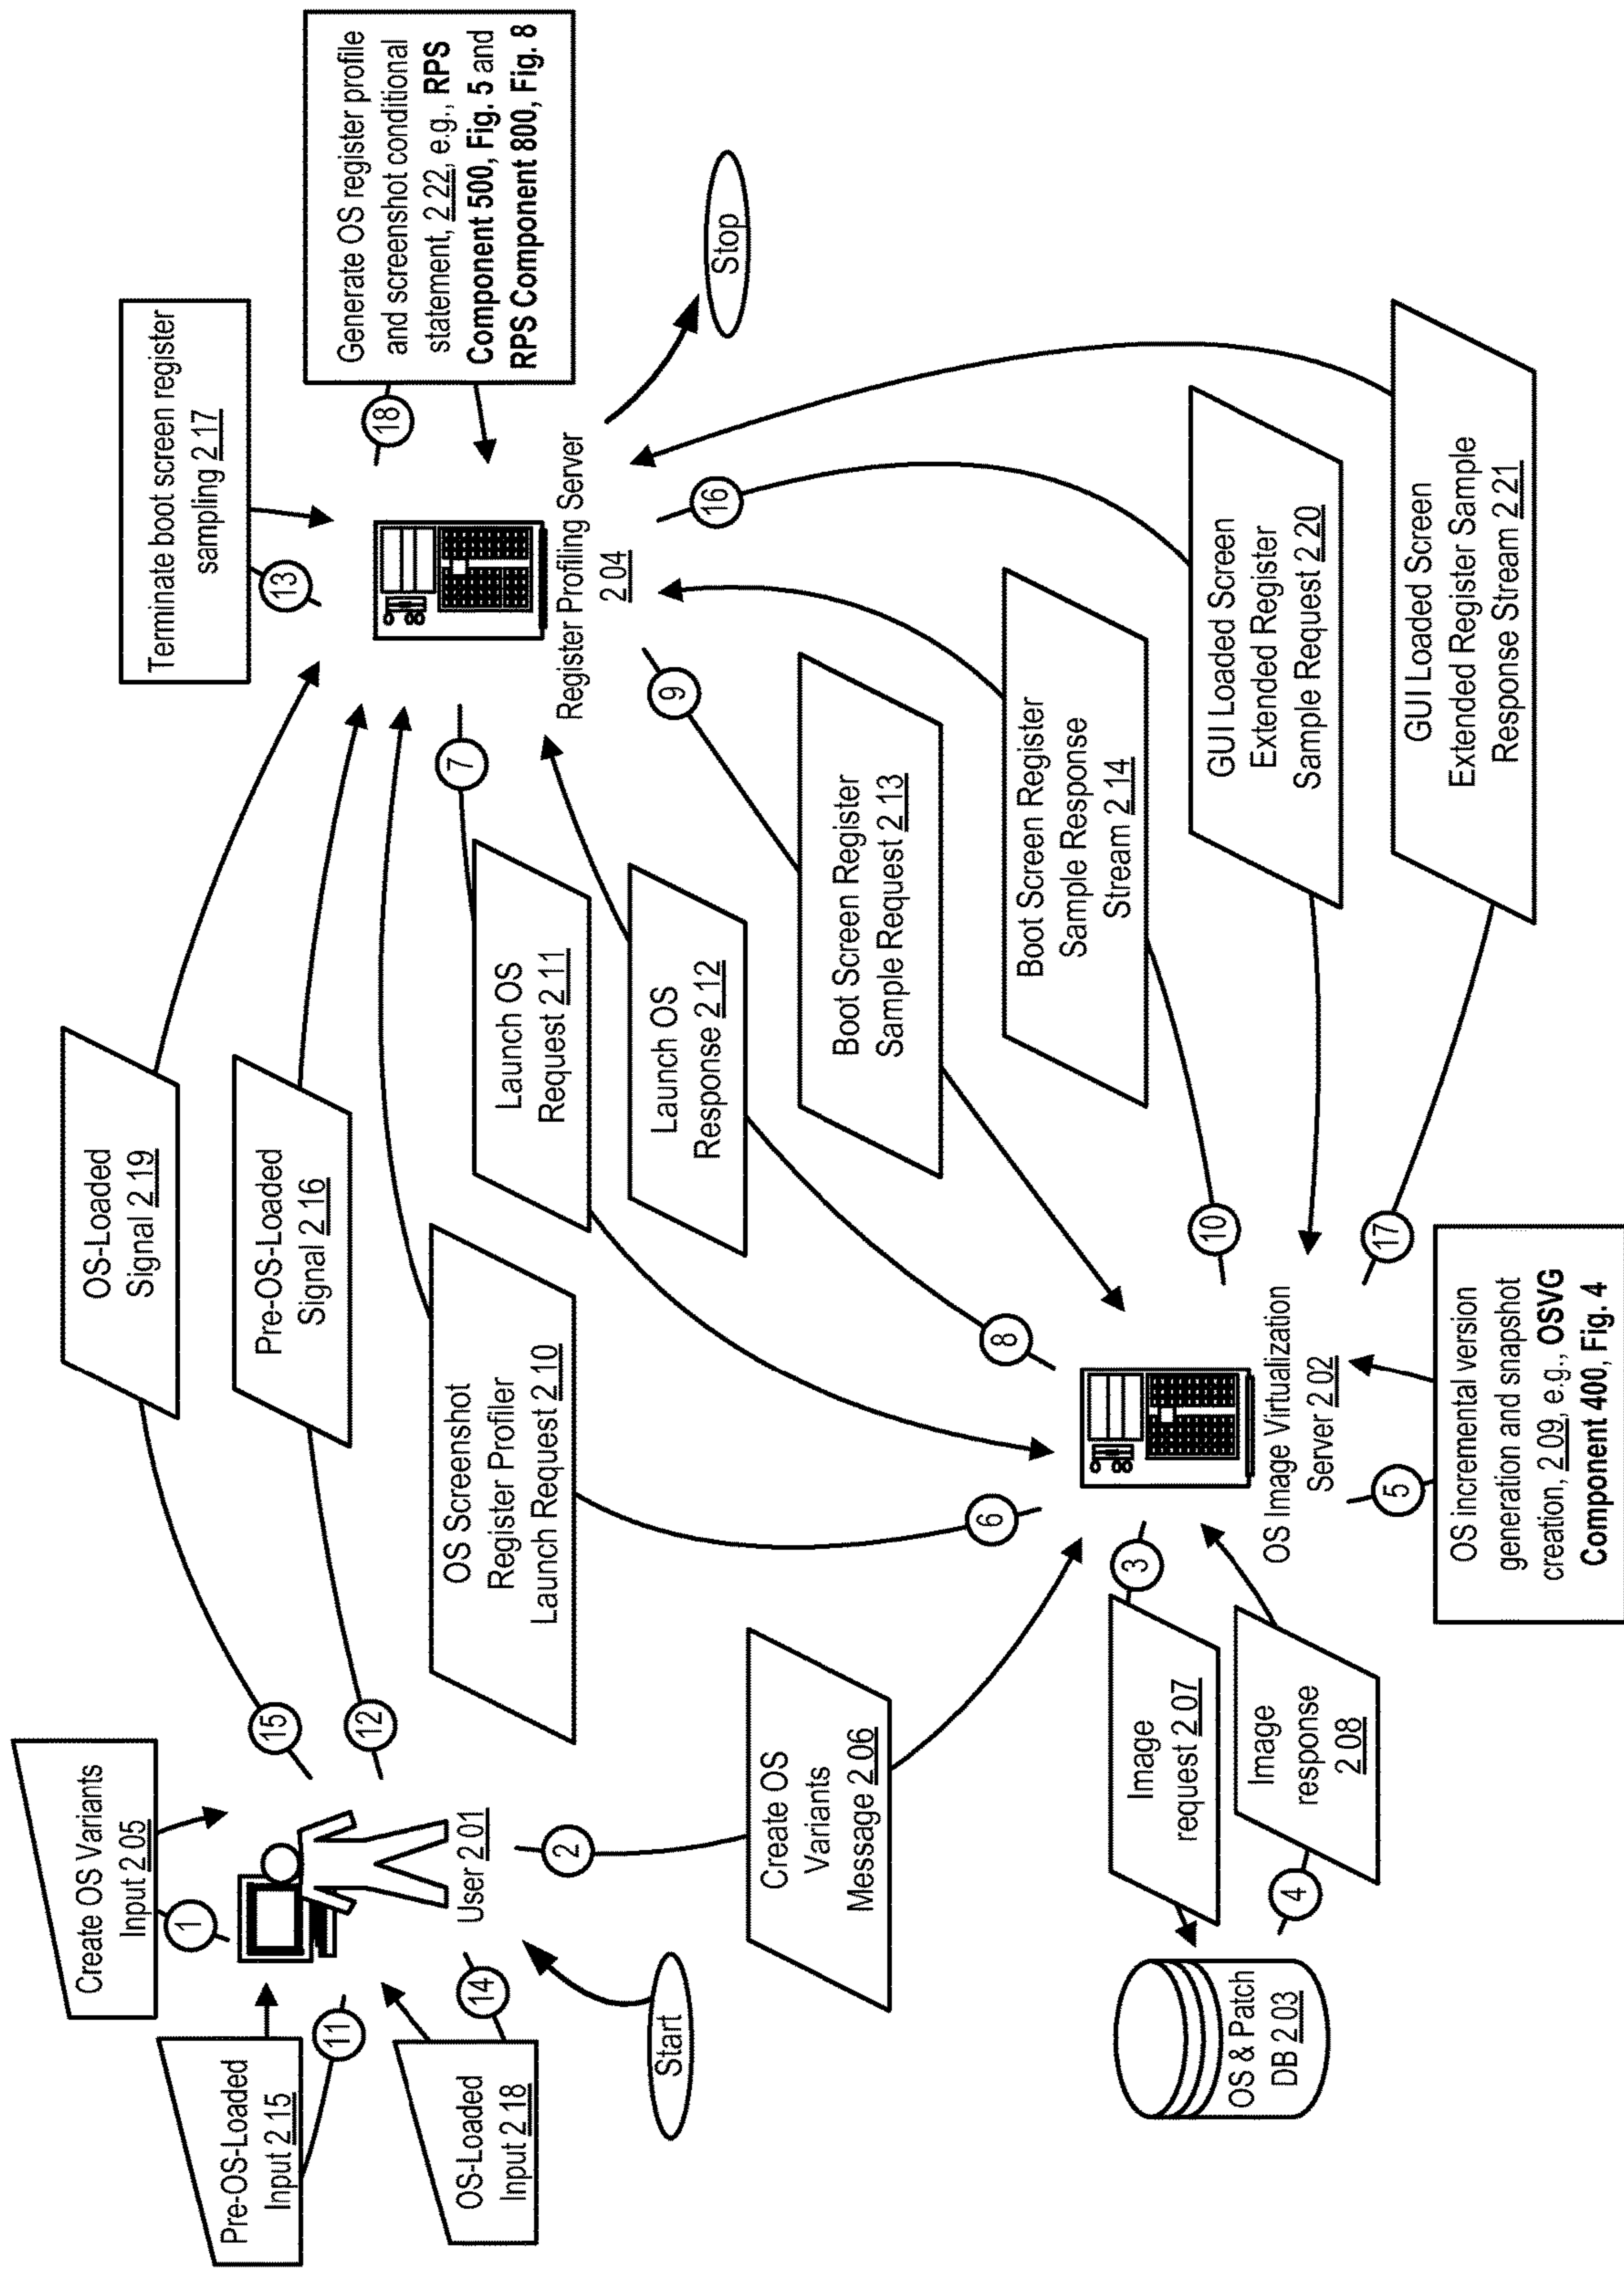 Create OS Variants
Input 2 05
1
Pre-OS-Loaded
Input 2 15
11
OS-Loaded
Input 2 18
14
User 2 01
Start
15
12
2
OS-Loaded
Signal 2 19
Pre-OS-Loaded
Signal 2 16
OS Screenshot
Register Profiler
Launch Request 2 10
6
Create OS
Variants
Message 2 06
Image
request 2 07
3
Image
response
2 08
4
OS & Patch
DB 2 03
OS Image Virtualization
Server 2 02
5
OS incremental version
generation and snapshot
creation, 2 09, e.g., OSVG
Component 400, Fig. 4
Launch OS
Request 2 11
7
Launch OS
Response 2 12
8
Boot Screen Register
Sample Request 2 13
9
Boot Screen Register
Sample Response
Stream 2 14
10
GUI Loaded Screen
Extended Register
Sample Request 2 20
16
GUI Loaded Screen
Extended Register Sample
Response Stream 2 21
17
Terminate boot screen register
sampling 2 17
13
Register Profiling Server
2 04
18
Generate OS register profile
and screenshot conditional
statement, 2 22, e.g., RPS
Component 500, Fig. 5 and
RPS Component 800, Fig. 8
Stop